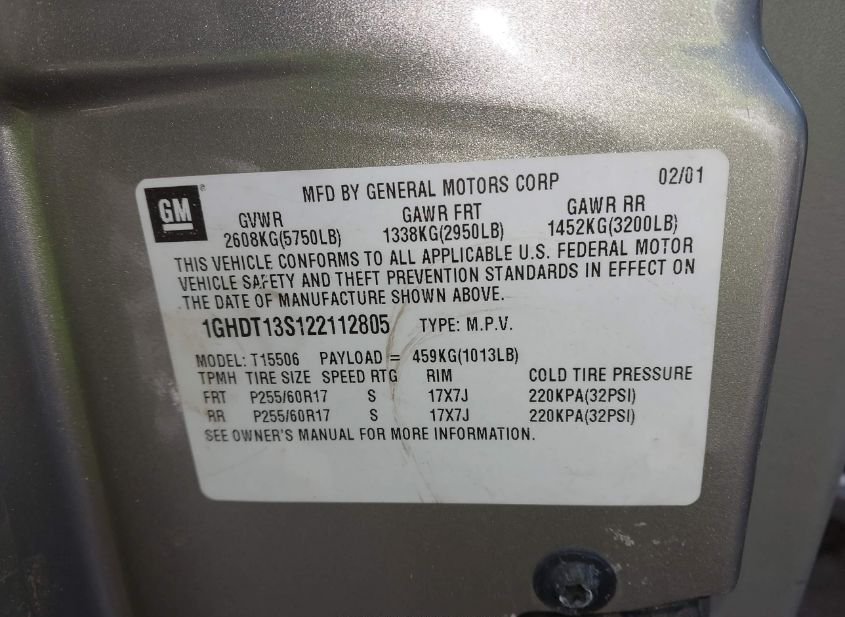 GM ®
MFD BY GENERAL MOTORS CORP 02/01
GVWR GAWR FRT GAWR RR
2608KG(5750LB) 1338KG(2950LB) 1452KG(3200LB)
THIS VEHICLE CONFORMS TO ALL APPLICABLE U.S. FEDERAL MOTOR
VEHICLE SAFETY AND THEFT PREVENTION STANDARDS IN EFFECT ON
THE DATE OF MANUFACTURE SHOWN ABOVE.
1GHDT13S122112805 TYPE: M.P.V.
MODEL: T15506 PAYLOAD = 459KG(1013LB)
TPMH TIRE SIZE SPEED RTG RIM COLD TIRE PRESSURE
FRT P255/60R17 S 17X7J 220KPA(32PSI)
RR P255/60R17 S 17X7J 220KPA(32PSI)
SEE OWNER'S MANUAL FOR MORE INFORMATION.